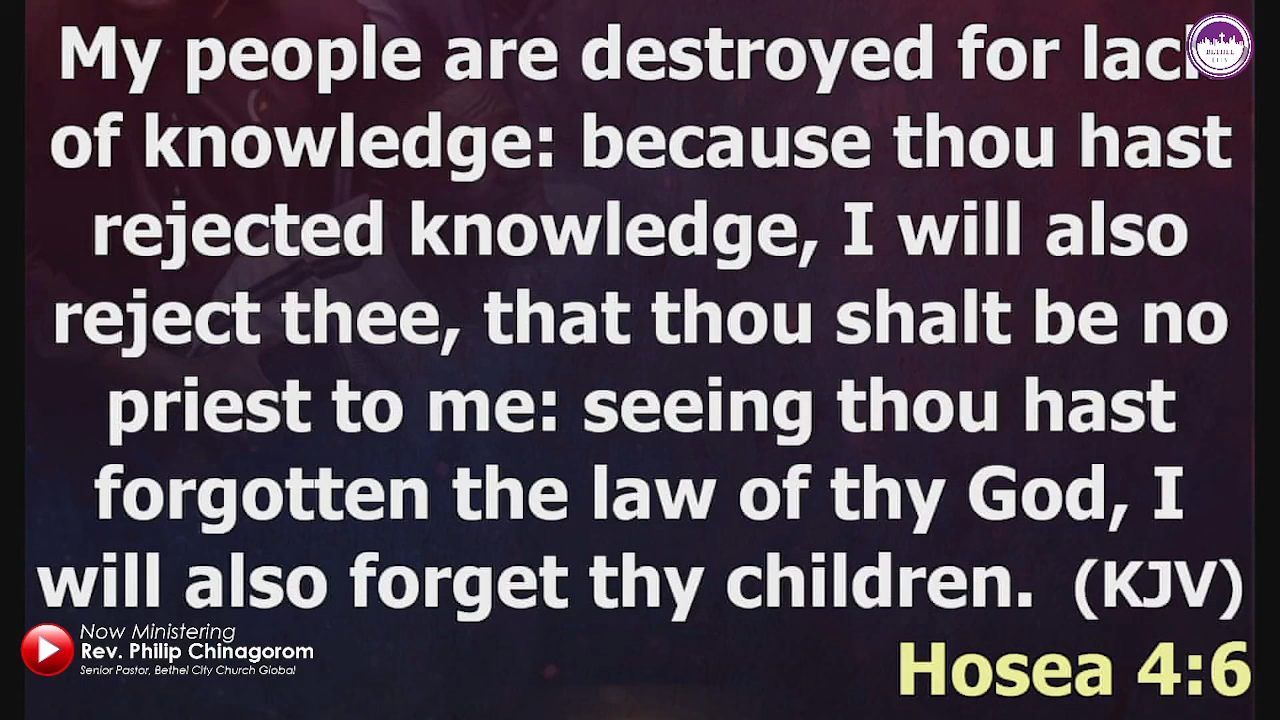 My people are destroyed for lack
of knowledge: because thou hast
rejected knowledge, I will also
reject thee, that thou shalt be no
priest to me: seeing thou hast
forgotten the law of thy God, I
will also forget thy children. (KJV)
Hosea 4:6
Now Ministering
Rev. Philip Chinagorom
Senior Pastor, Bethel City Church Global
BETHEL
CITY